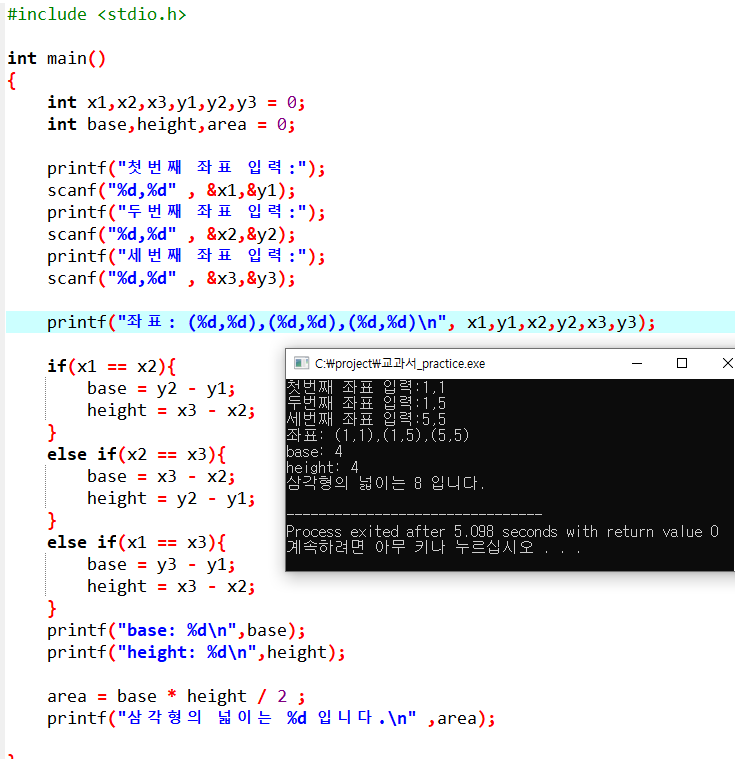 #include <stdio.h>
int main()
{
int x1,x2,x3,y1,y2,y3 = 0;
int base,height,area = 0;
printf("첫번째 좌표 입력:");
scanf("%d,%d" , &x1,&y1);
printf("두번째 좌표 입력:");
scanf("%d,%d" , &x2,&y2);
printf("세번째 좌표 입력:");
scanf("%d,%d" , &x3,&y3);
printf("좌표: (%d,%d),(%d,%d),(%d,%d)\n", x1,y1,x2,y2,x3,y3);
if(x1 == x2){
base = y2 - y1;
height = x3 - x2;
}
else if(x2 == x3){
base = x3 - x2;
height = y2 - y1;
}
else if(x1 == x3){
base = y3 - y1;
height = x3 - x2;
}
printf("base: %d\n",base);
printf("height: %d\n",height);
area = base * height / 2 ;
printf("삼각형의 넓이는 %d 입니다.\n" ,area);
C:₩project₩교과서_practice.exe
첫번째 좌표 입력:1,1
두번째 좌표 입력:1,5
세번째 좌표 입력:5,5
좌표: (1,1),(1,5),(5,5)
base: 4
height: 4
삼각형의 넓이는 8 입니다.
--------------------------------
Process exited after 5.098 seconds with return value 0
계속하려면 아무 키나 누르십시오 . . .